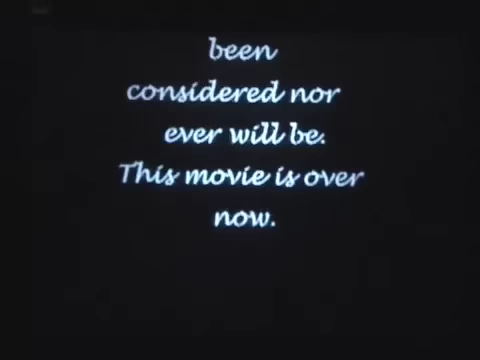 been
considered nor
ever will be.
This movie is over
now.